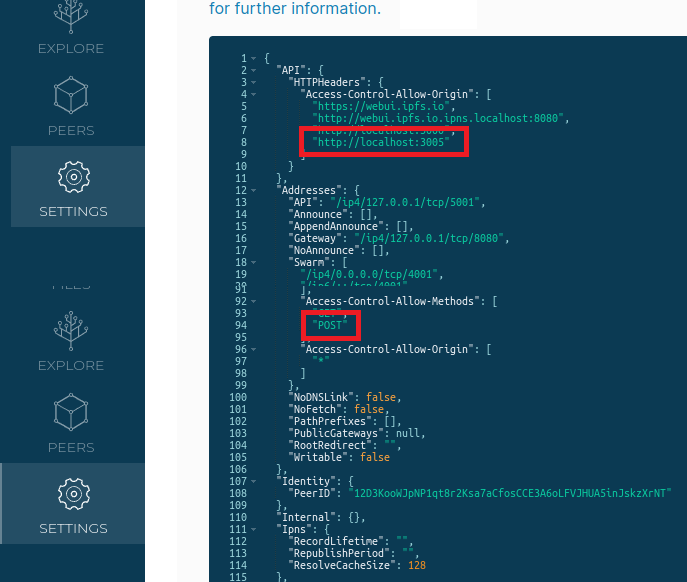 for further information.
EXPLORE
PEERS
SETTINGS
EXPLORE
PEERS
SETTINGS
1 {
2 "API": {
3 "HTTPHeaders": {
4 "Access-Control-Allow-Origin": [
5 "https://webui.ipfs.io",
6 "http://webui.ipfs.io.ipns.localhost:8080",
7
8 "http://localhost:3005"
9 ]
10 }
11 },
12 "Addresses": {
13 "API": "/ip4/127.0.0.1/tcp/5001",
14 "Announce": [],
15 "AppendAnnounce": [],
16 "Gateway": "/ip4/127.0.0.1/tcp/8080",
17 "NoAnnounce": [],
18 "Swarm": [
19 "/ip4/0.0.0.0/tcp/4001",
91 ],
92 "Access-Control-Allow-Methods": [
93 "GET",
94 "POST"
95 ],
96 "Access-Control-Allow-Origin": [
97 "*"
98 ]
99 },
100 "NoDNSLink": false,
101 "NoFetch": false,
102 "PathPrefixes": [],
103 "PublicGateways": null,
104 "RootRedirect": "",
105 "Writable": false
106 },
107 "Identity": {
108 "PeerID": "12D3KooWJpNP1qt8r2Ksa7aCfosCCE3A6oLFVJHUA5inJskzXrNT"
109 },
110 "Internal": {},
111 "Ipns": {
112 "RecordLifetime": "",
113 "RepublishPeriod": "",
114 "ResolveCacheSize": 128
115 },